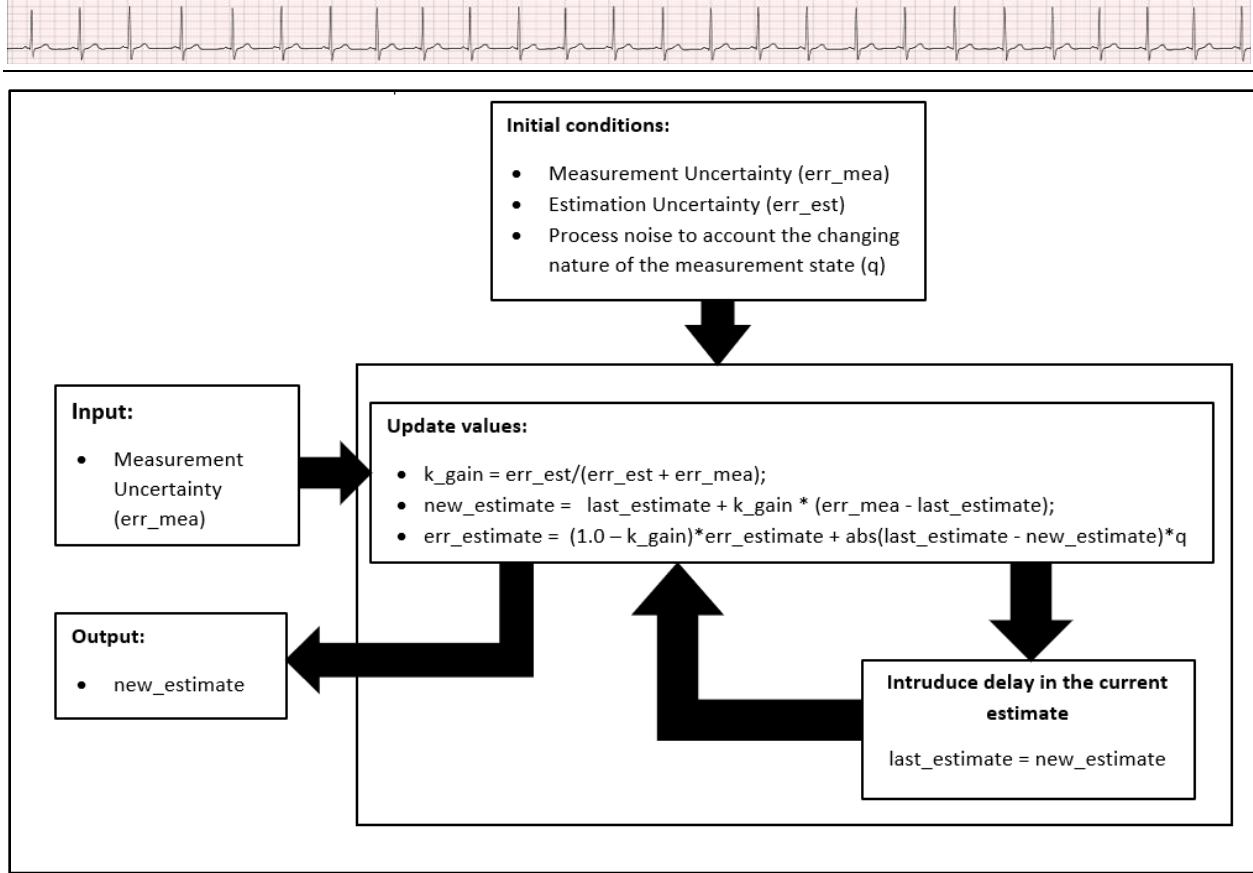 Initial conditions:
• Measurement Uncertainty (err_mea)
• Estimation Uncertainty (err_est)
• Process noise to account the changing
nature of the measurement state (q)
Input:
• Measurement
Uncertainty
(err_mea)
Update values:
• k_gain = err_est/(err_est + err_mea);
• new_estimate = last_estimate + k_gain * (err_mea - last_estimate);
• err_estimate = (1.0 – k_gain)*err_estimate + abs(last_estimate - new_estimate)*q
Output:
• new_estimate
Intruduce delay in the current
estimate
last_estimate = new_estimate